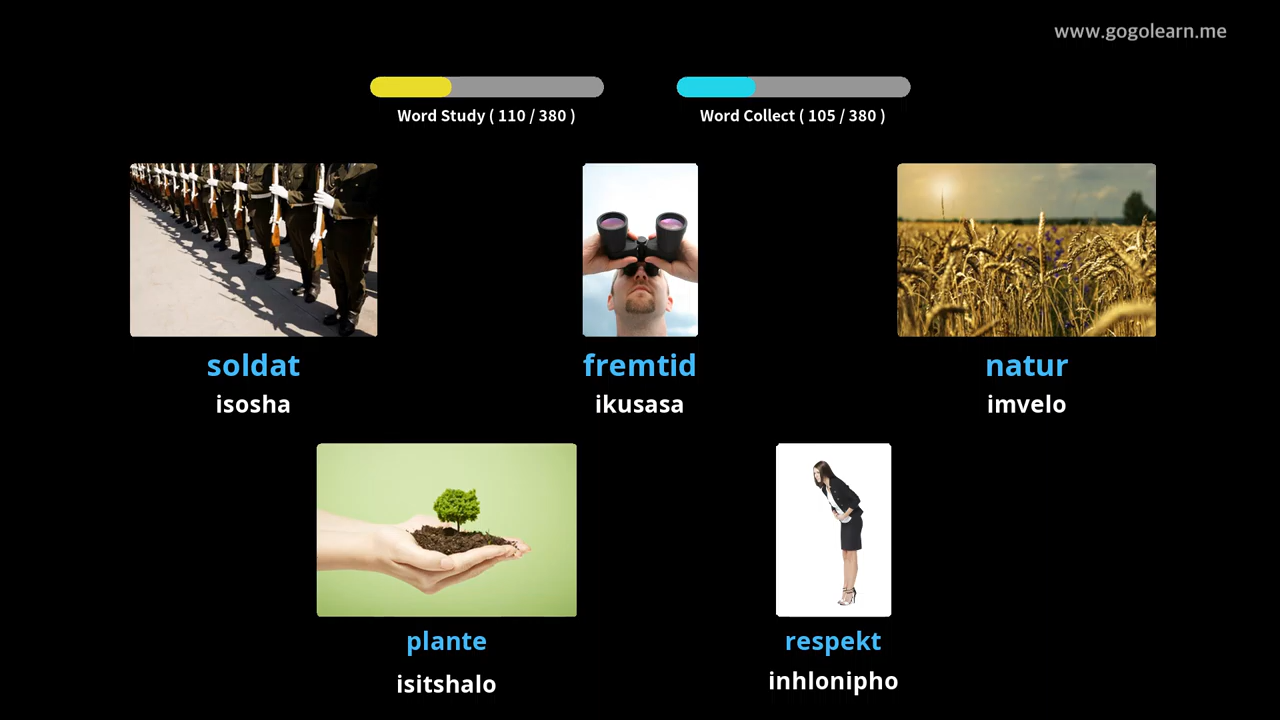 www.gogolearn.me
Word Study ( 110 / 380 )
Word Collect ( 105 / 380 )
soldat
isosha
fremtid
ikusasa
natur
imvelo
plante
isitshalo
respekt
inhlonipho